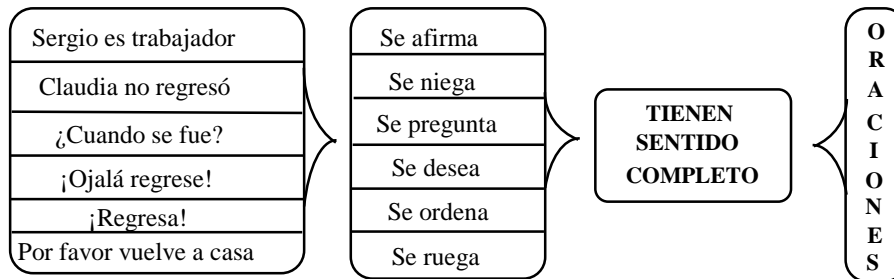 Sergio es trabajador
Claudia no regresó
¿Cuando se fue?
¡Ojalá regrese!
¡Regresa!
Por favor vuelve a casa
Se afirma
Se niega
Se pregunta
Se desea
Se ordena
Se ruega
TIENEN
SENTIDO
COMPLETO
O
R
A
C
I
O
N
E
S